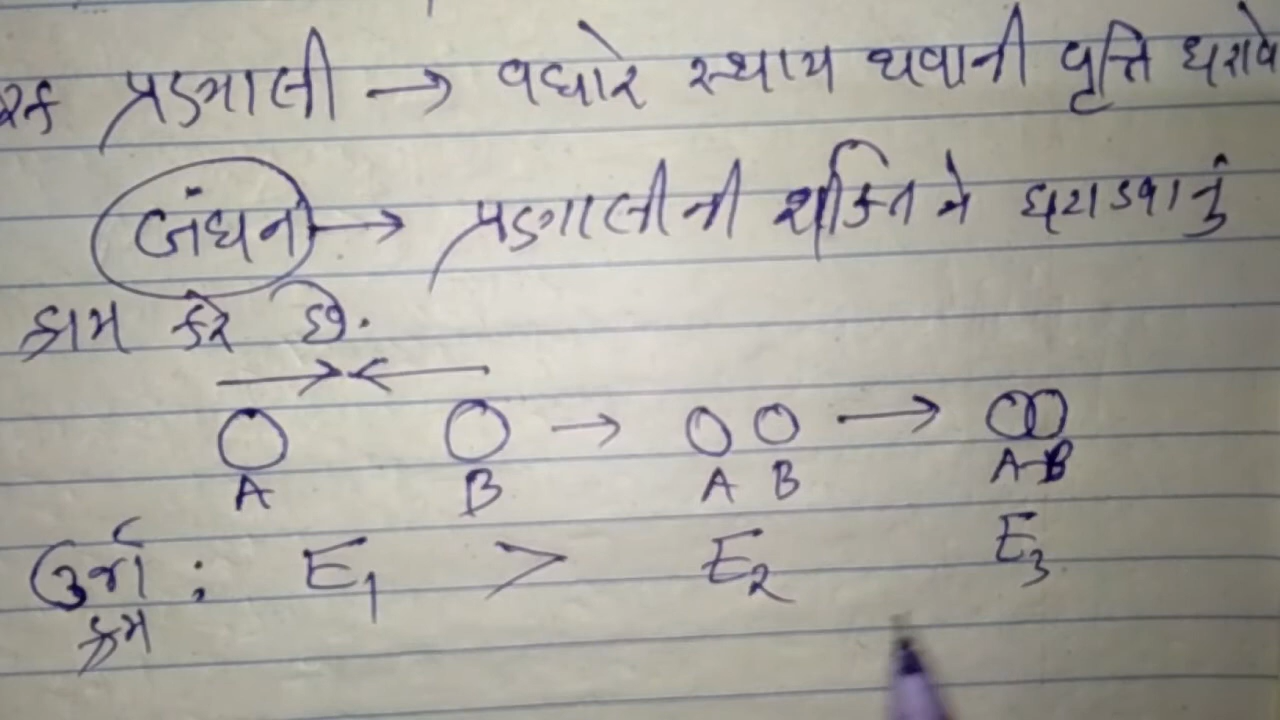 પ્રણાલી → વધારે સ્થાય થવાની વૃત્તિ ધરાવે
બંધન → પ્રણાલીની શક્તિ ને ઘટાડવાનું
કામ કરે છે.
→ ←
A B → A B → A-B
ઉર્જા : E₁ > E₂ E₃
ક્રમ